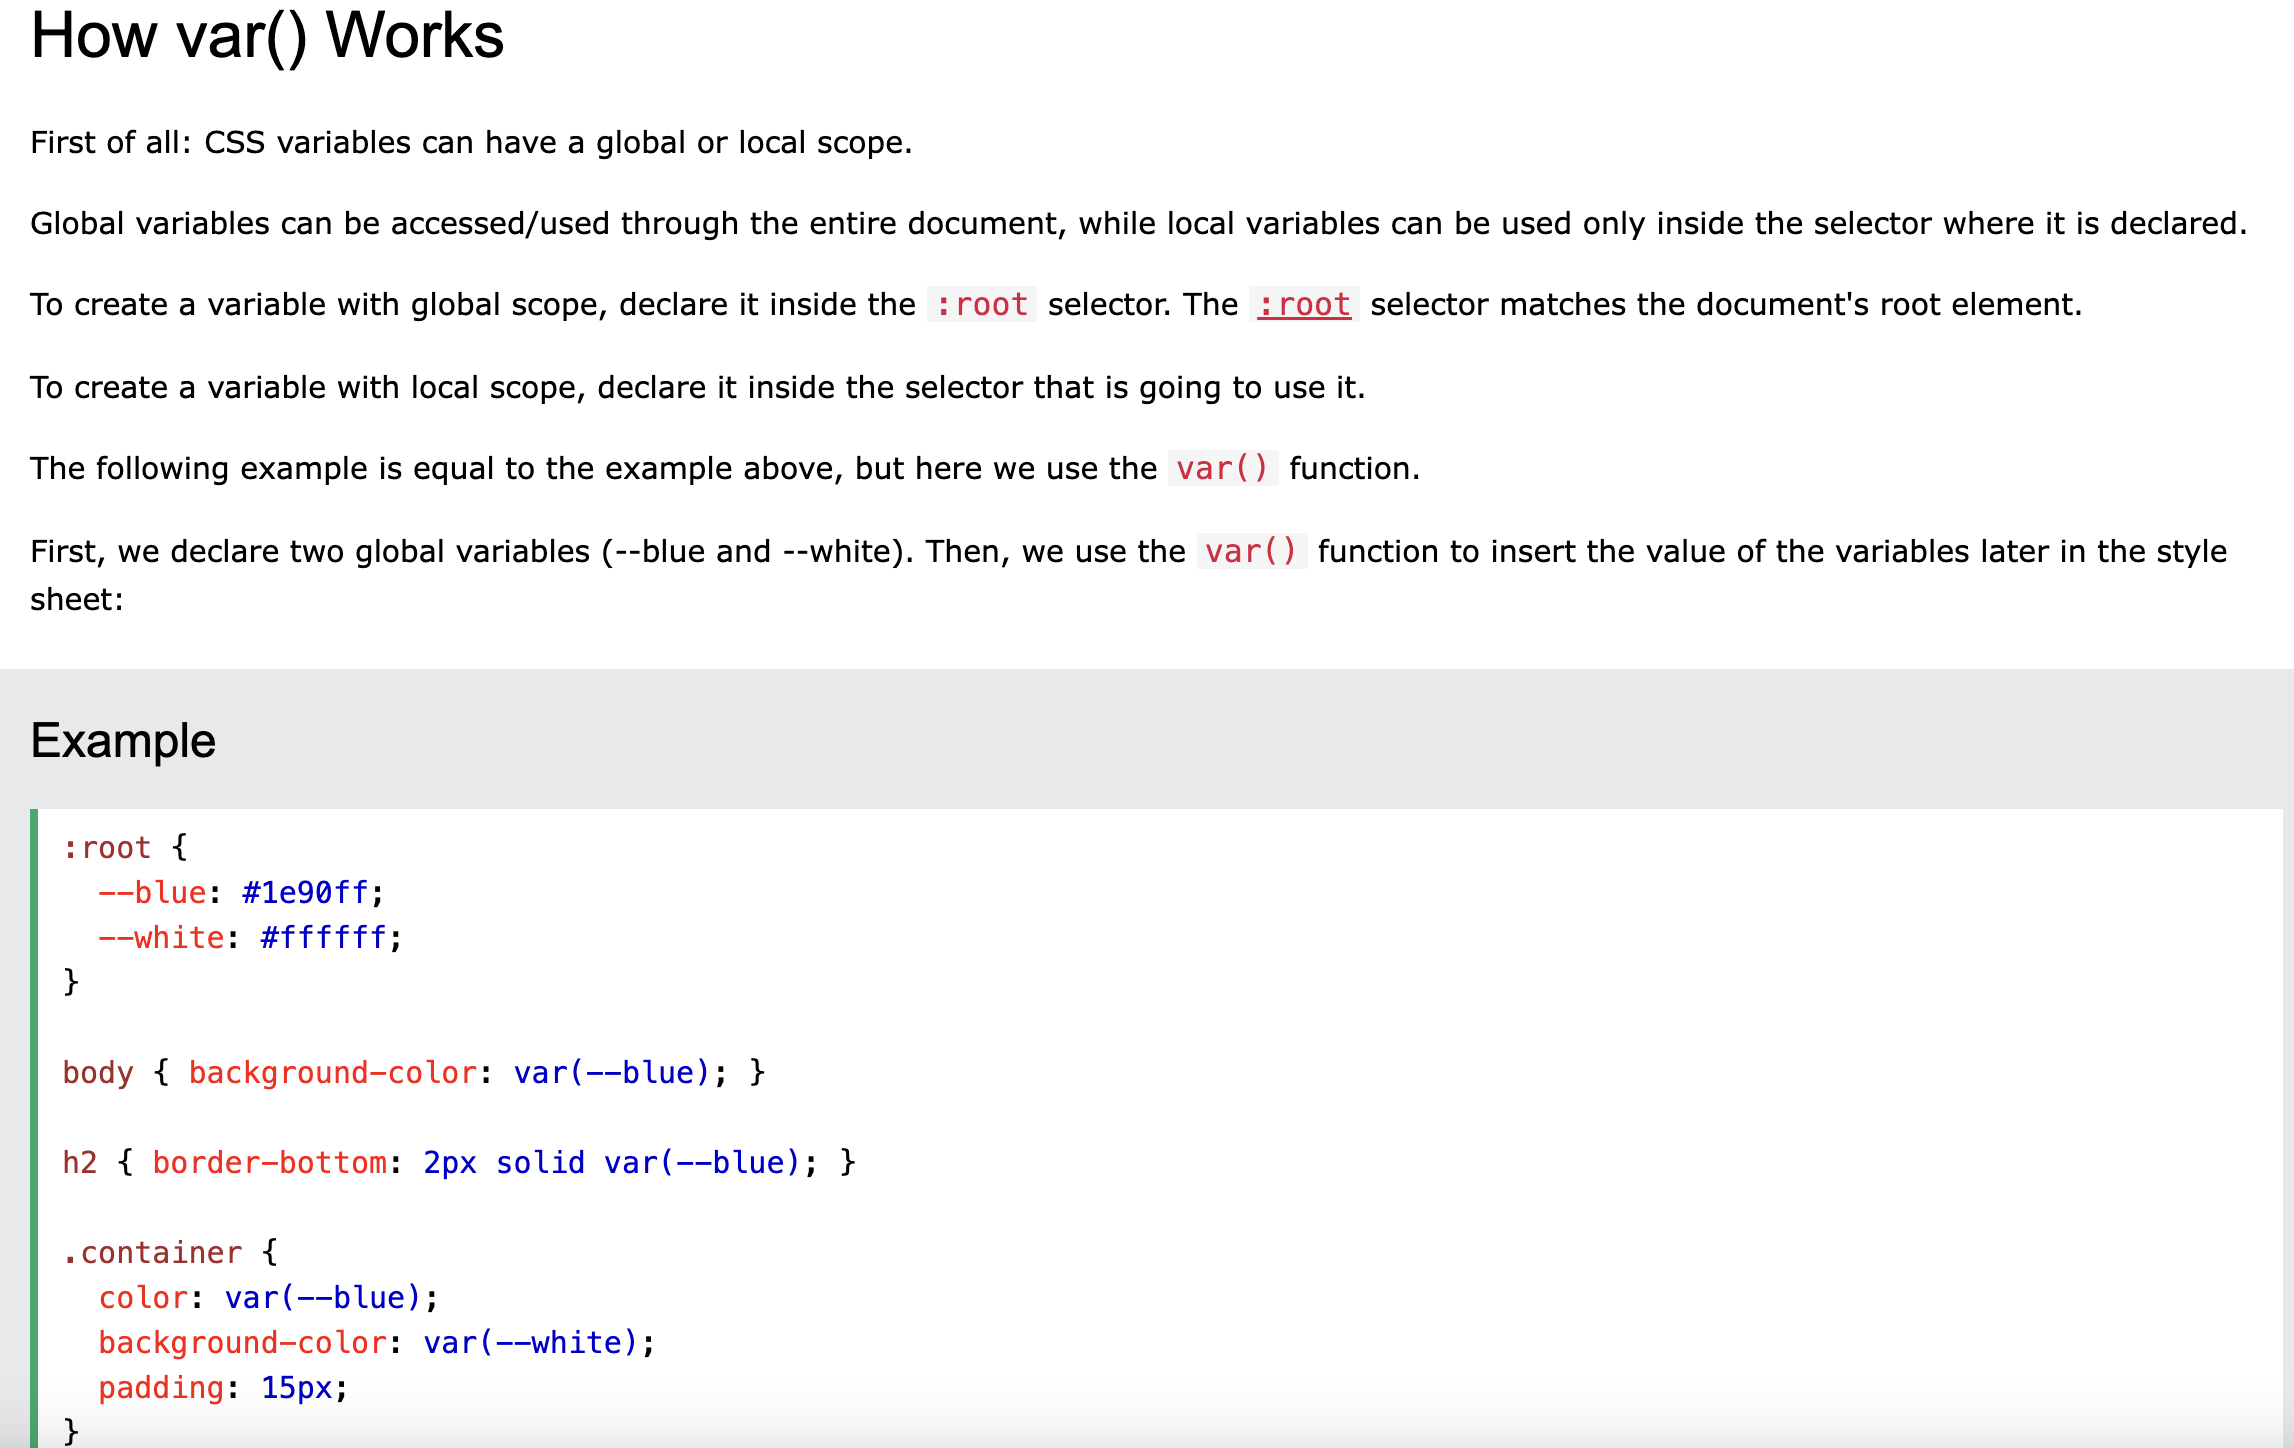 How var() Works
First of all: CSS variables can have a global or local scope.
Global variables can be accessed/used through the entire document, while local variables can be used only inside the selector where it is declared.
To create a variable with global scope, declare it inside the :root selector. The :root selector matches the document's root element.
To create a variable with local scope, declare it inside the selector that is going to use it.
The following example is equal to the example above, but here we use the var() function.
First, we declare two global variables (--blue and --white). Then, we use the var() function to insert the value of the variables later in the style
sheet:
Example
:root {
  --blue: #1e90ff;
  --white: #ffffff;
}
body { background-color: var(--blue); }
h2 { border-bottom: 2px solid var(--blue); }
.container {
  color: var(--blue);
  background-color: var(--white);
  padding: 15px;
}